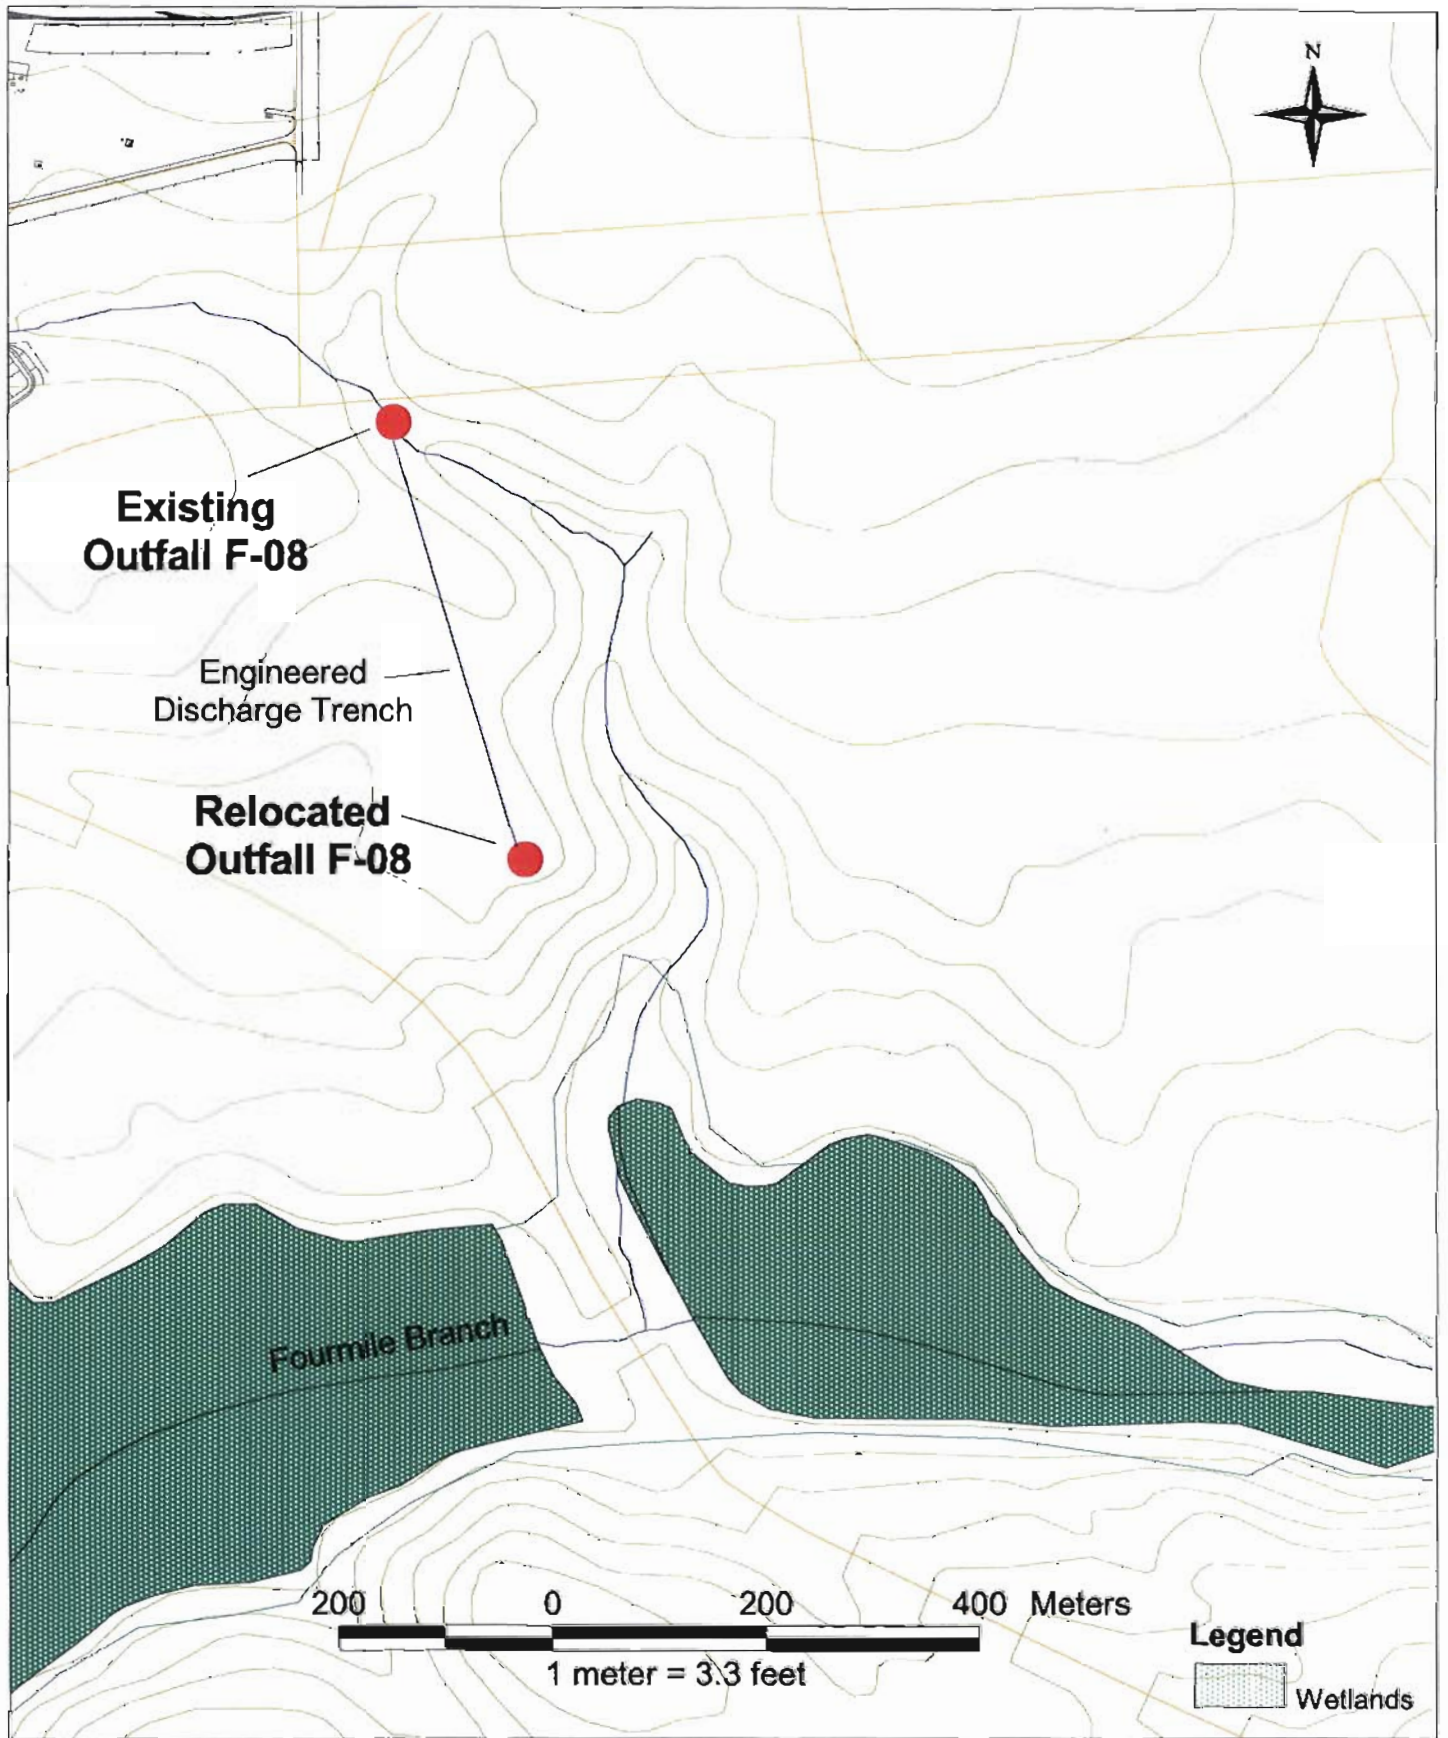 N
Existing
Outfall F-08
Engineered
Discharge Trench
Relocated
Outfall F-08
Fourmile Branch
200 0 200 400 Meters
1 meter = 3.3 feet
Legend
Wetlands